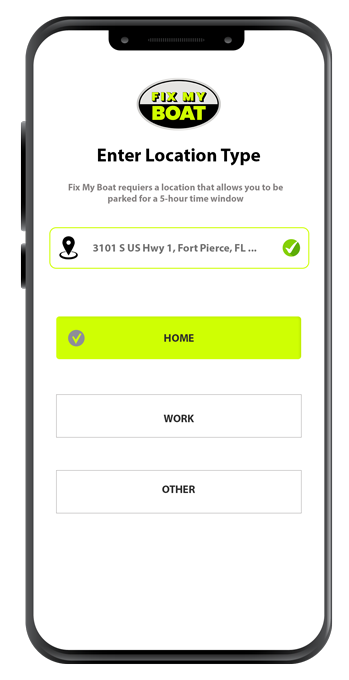 FIX MY
BOAT
Enter Location Type
Fix My Boat requiers a location that allows you to be
parked for a 5-hour time window
3101 S US Hwy 1, Fort Pierce, FL ...
HOME
WORK
OTHER